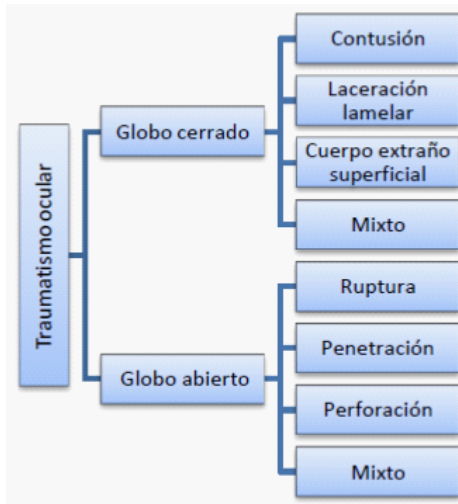 Traumatismo ocular
Globo cerrado
Contusión
Laceración
lamelar
Cuerpo extraño
superficial
Mixto
Globo abierto
Ruptura
Penetración
Perforación
Mixto